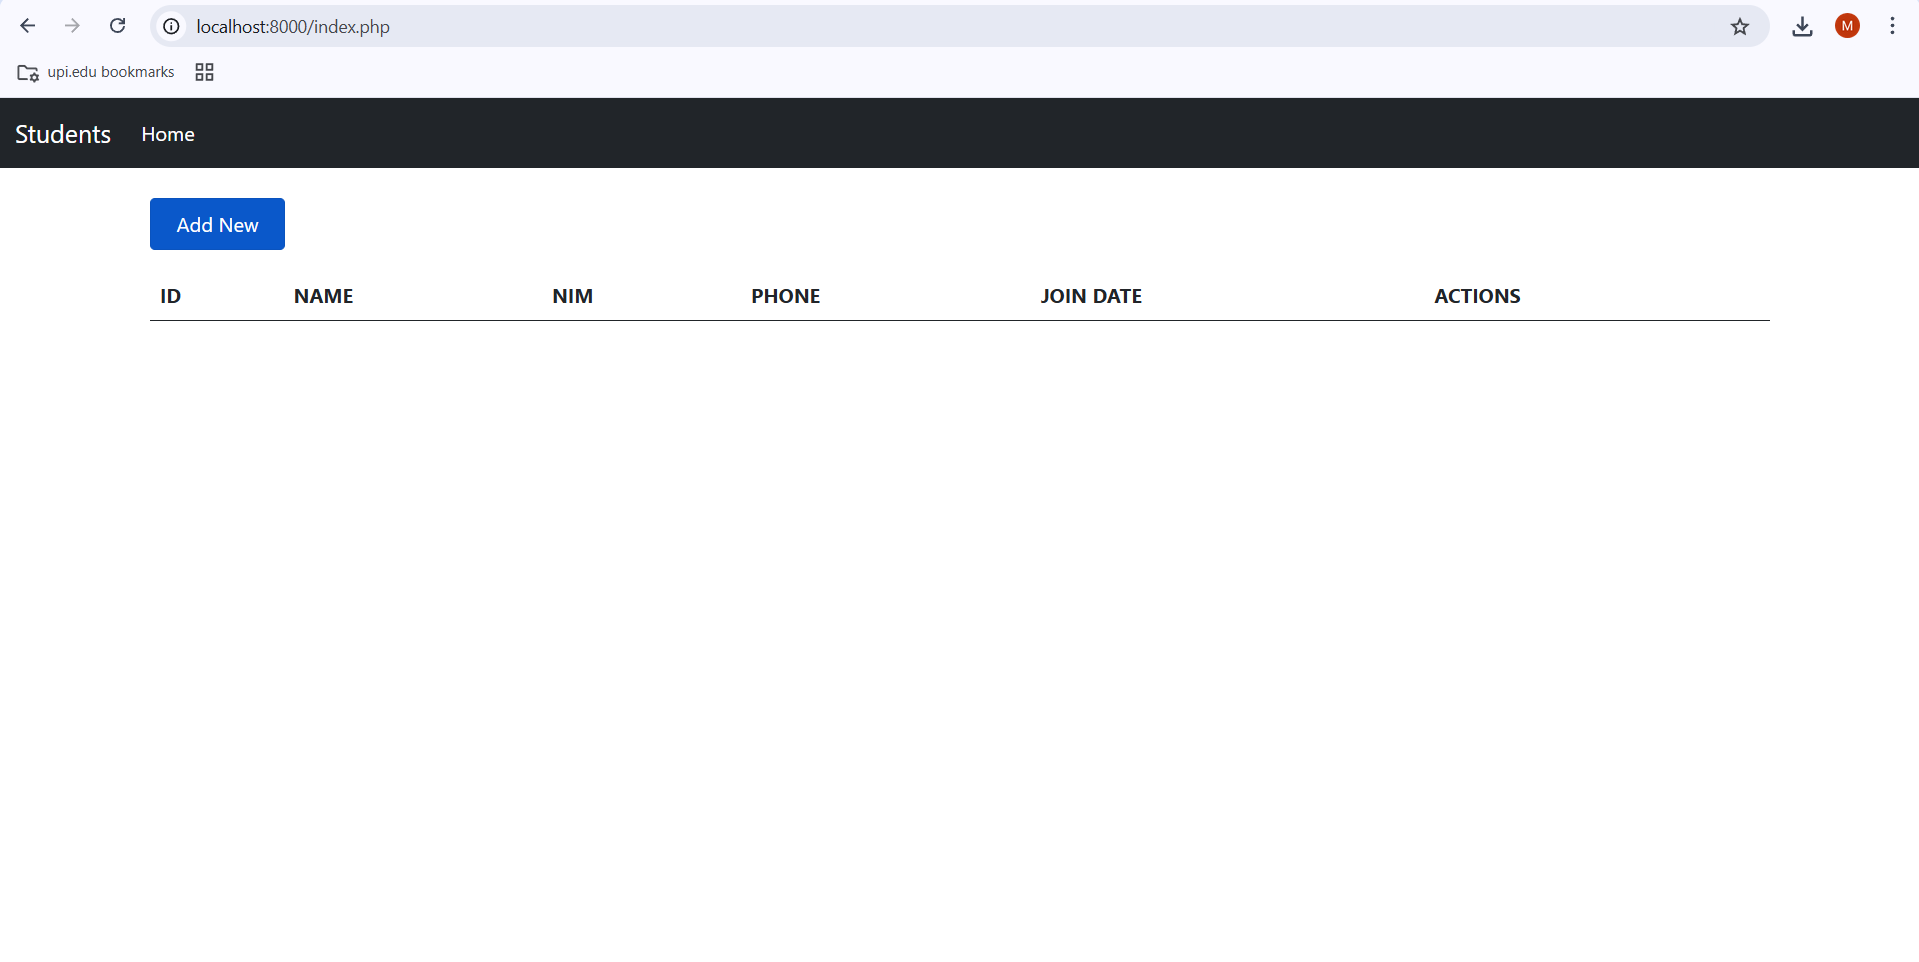 localhost:8000/index.php
M
upi.edu bookmarks
Students Home
Add New
ID NAME NIM PHONE JOIN DATE ACTIONS